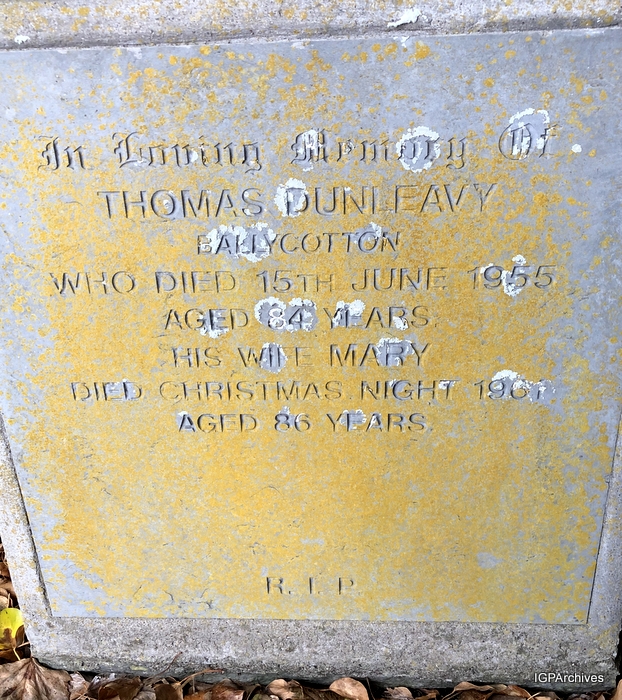 In Loving Memory Of
THOMAS DUNLEAVY
BALLYCOTTON
WHO DIED 15TH JUNE 1955
AGED 84 YEARS.
HIS WIFE MARY
DIED CHRISTMAS NIGHT 1961
AGED 86 YEARS.
R. I. P.
IGPArchives